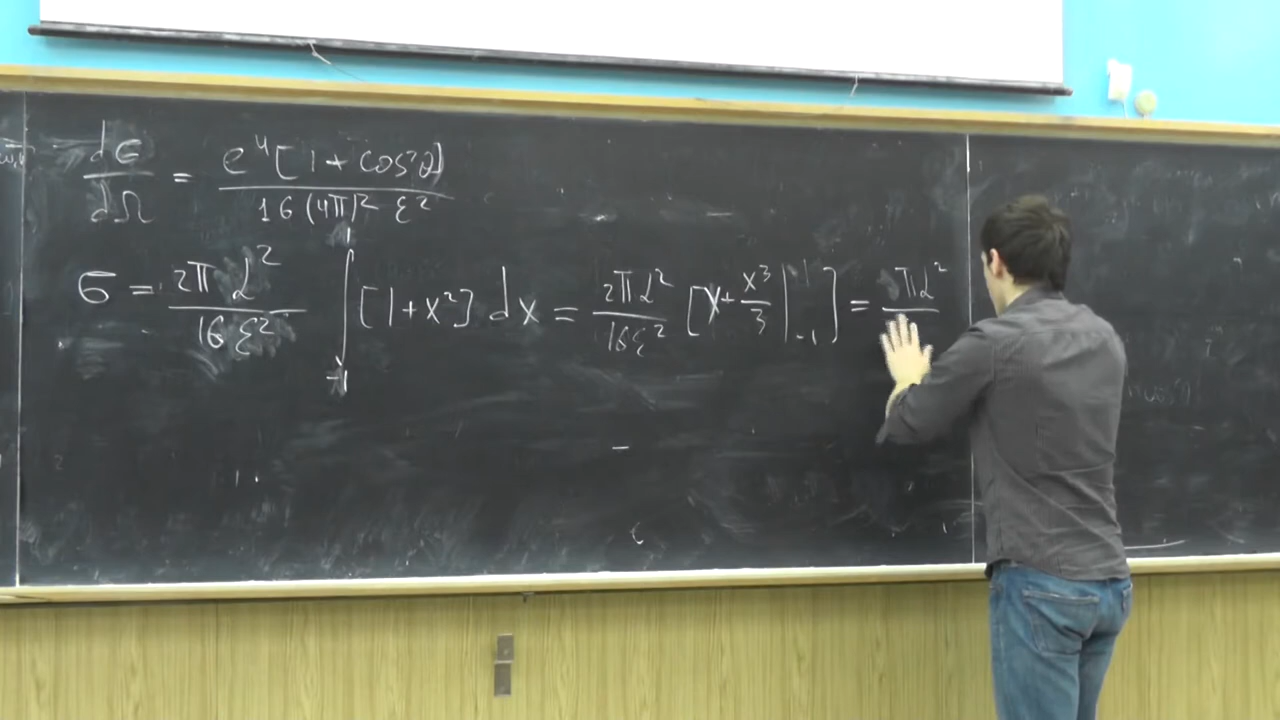 dσ/dΩ = e⁴[1 + cos²θ] / 16(4π)² ε²
σ = 2πα²/16ε² ∫₋₁¹ [1+x²] dx = 2πα²/16ε² [x + x³/3 |₋₁¹] = πα²